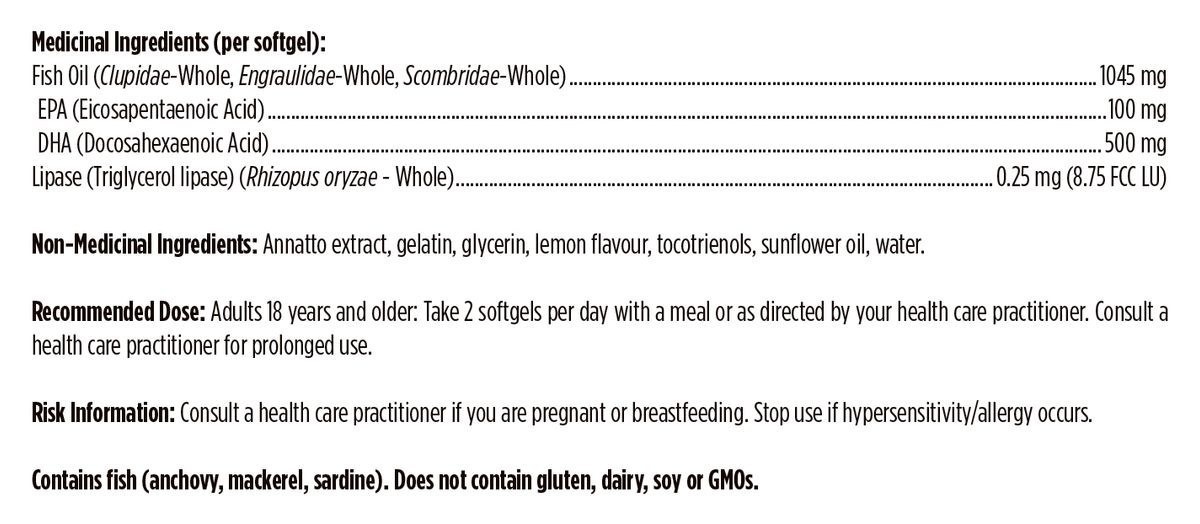 Medicinal Ingredients (per softgel):
Fish Oil (Clupidae-Whole, Engraulidae-Whole, Scombridae-Whole)....................1045 mg
EPA (Eicosapentaenoic Acid)....................100 mg
DHA (Docosahexaenoic Acid)....................500 mg
Lipase (Triglycerol lipase) (Rhizopus oryzae - Whole)....................0.25 mg (8.75 FCC LU)
Non-Medicinal Ingredients: Annatto extract, gelatin, glycerin, lemon flavour, tocotrienols, sunflower oil, water.
Recommended Dose: Adults 18 years and older: Take 2 softgels per day with a meal or as directed by your health care practitioner. Consult a
health care practitioner for prolonged use.
Risk Information: Consult a health care practitioner if you are pregnant or breastfeeding. Stop use if hypersensitivity/allergy occurs.
Contains fish (anchovy, mackerel, sardine). Does not contain gluten, dairy, soy or GMOs.